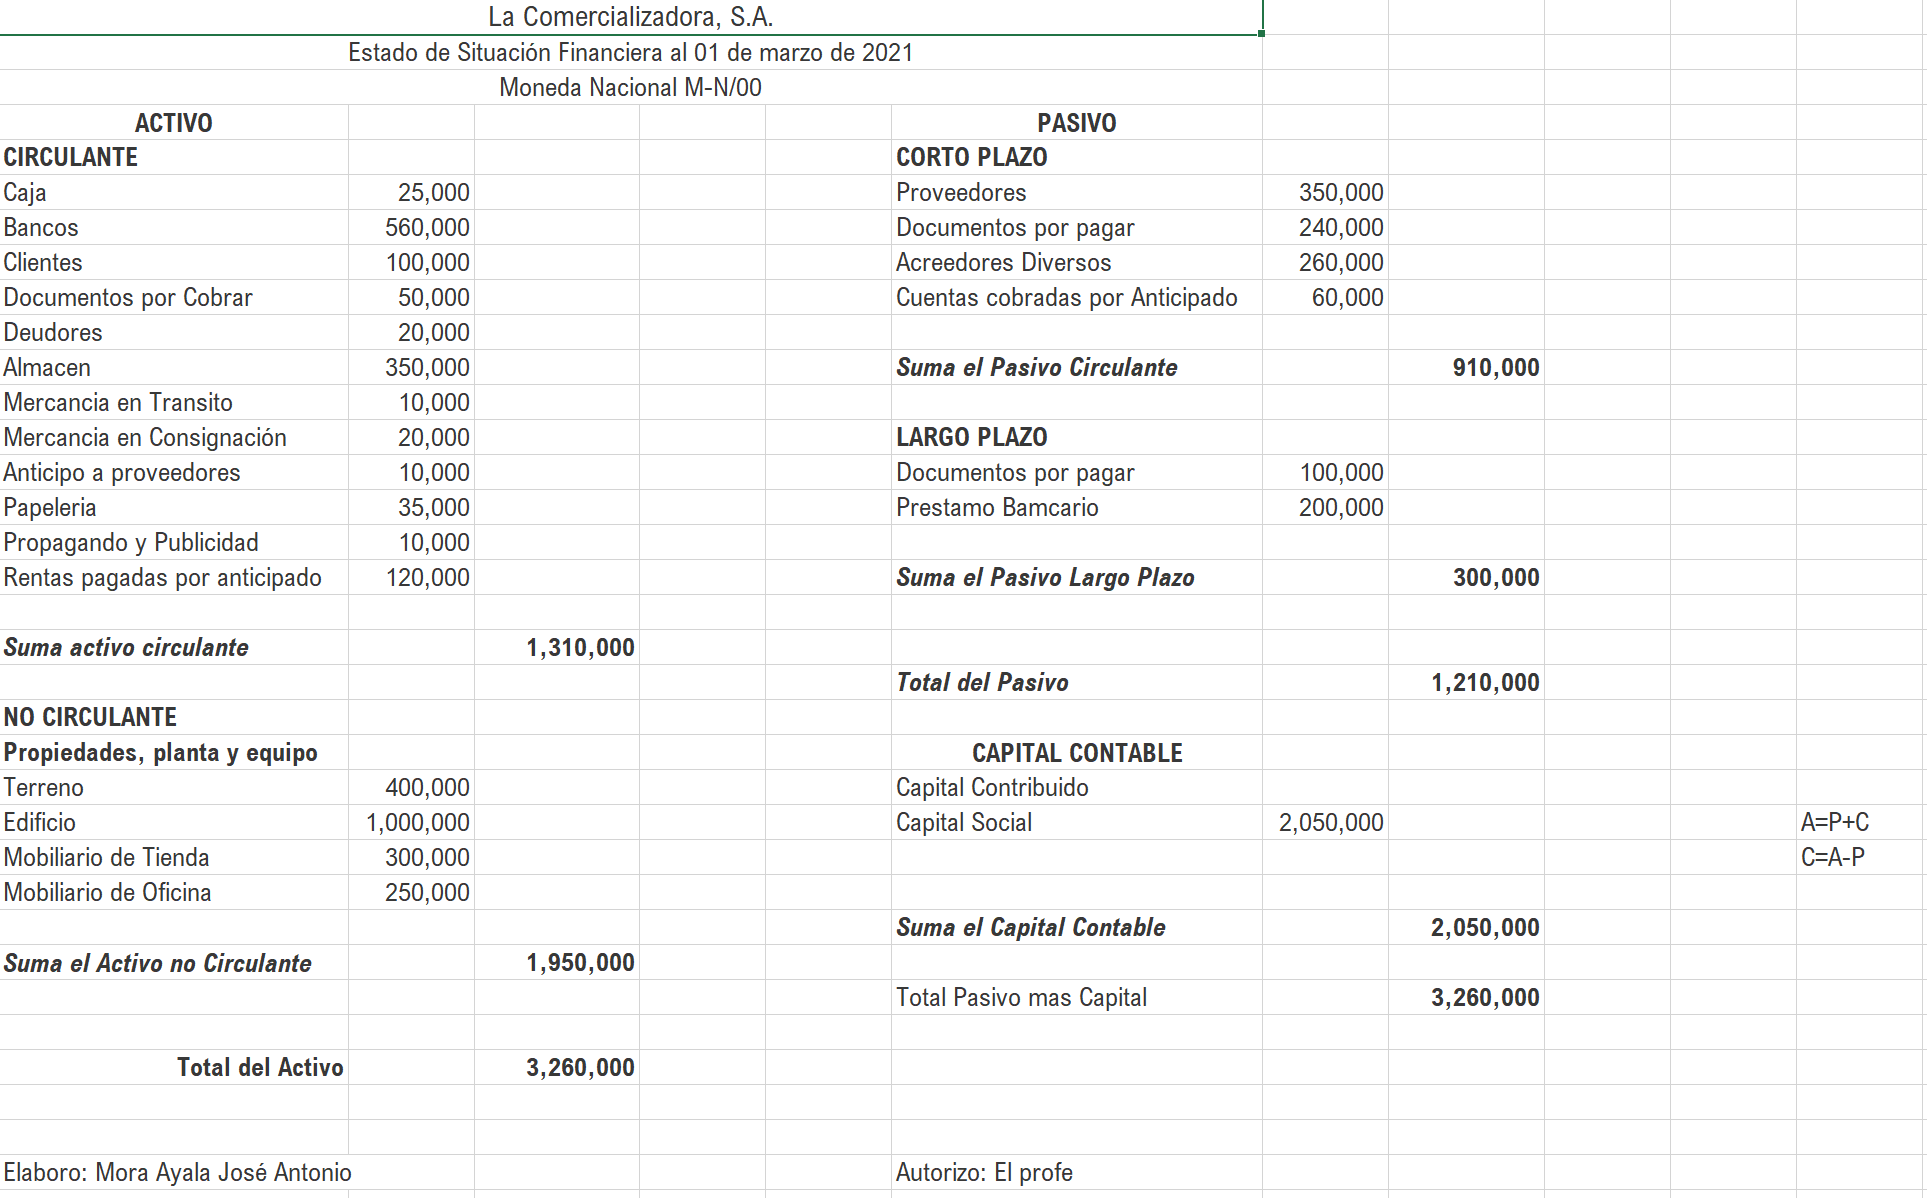 La Comercializadora, S.A.
Estado de Situación Financiera al 01 de marzo de 2021
Moneda Nacional M-N/00
ACTIVO PASIVO
CIRCULANTE CORTO PLAZO
Caja 25,000 Proveedores 350,000
Bancos 560,000 Documentos por pagar 240,000
Clientes 100,000 Acreedores Diversos 260,000
Documentos por Cobrar 50,000 Cuentas cobradas por Anticipado 60,000
Deudores 20,000
Almacen 350,000 Suma el Pasivo Circulante 910,000
Mercancia en Transito 10,000
Mercancia en Consignación 20,000 LARGO PLAZO
Anticipo a proveedores 10,000 Documentos por pagar 100,000
Papeleria 35,000 Prestamo Bamcario 200,000
Propagando y Publicidad 10,000
Rentas pagadas por anticipado 120,000 Suma el Pasivo Largo Plazo 300,000
Suma activo circulante 1,310,000
Total del Pasivo 1,210,000
NO CIRCULANTE
Propiedades, planta y equipo CAPITAL CONTABLE
Terreno 400,000 Capital Contribuido
Edificio 1,000,000 Capital Social 2,050,000 A=P+C
Mobiliario de Tienda 300,000 C=A-P
Mobiliario de Oficina 250,000
Suma el Capital Contable 2,050,000
Suma el Activo no Circulante 1,950,000
Total Pasivo mas Capital 3,260,000
Total del Activo 3,260,000
Elaboro: Mora Ayala José Antonio Autorizo: El profe